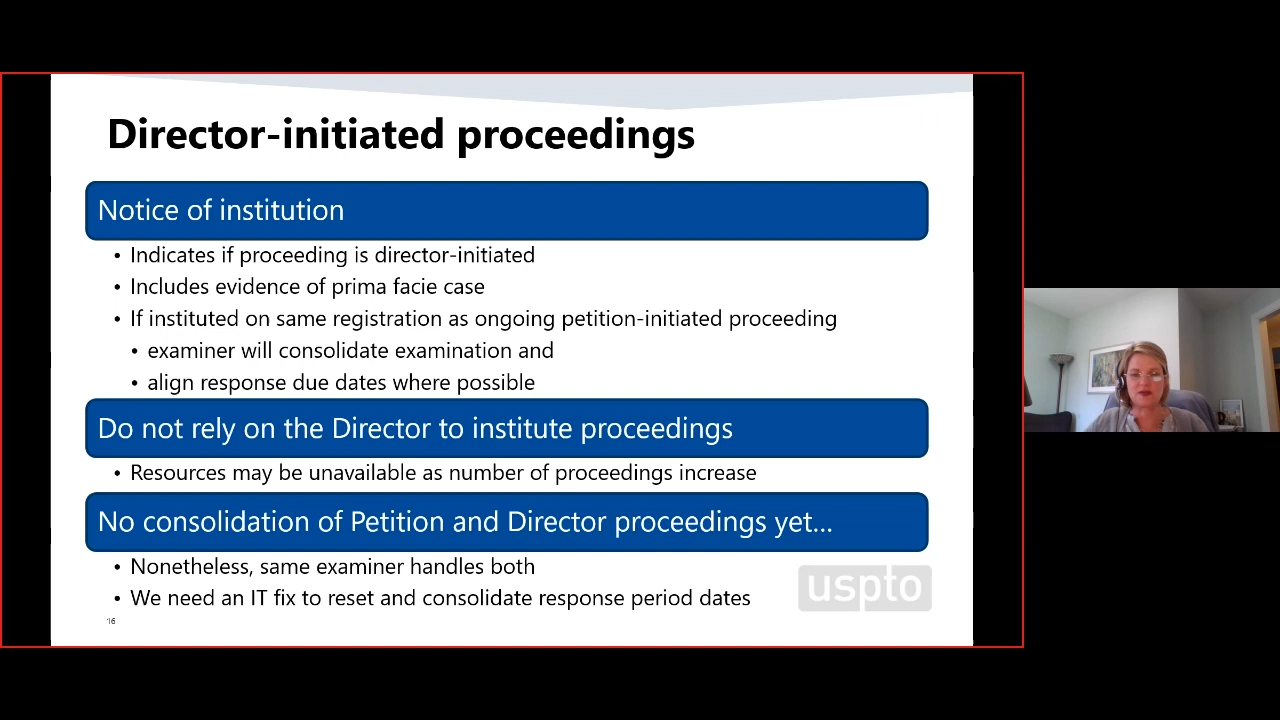 Director-initiated proceedings
Notice of institution
• Indicates if proceeding is director-initiated
• Includes evidence of prima facie case
• If instituted on same registration as ongoing petition-initiated proceeding
• examiner will consolidate examination and
• align response due dates where possible
Do not rely on the Director to institute proceedings
• Resources may be unavailable as number of proceedings increase
No consolidation of Petition and Director proceedings yet...
• Nonetheless, same examiner handles both
• We need an IT fix to reset and consolidate response period dates
uspto
16